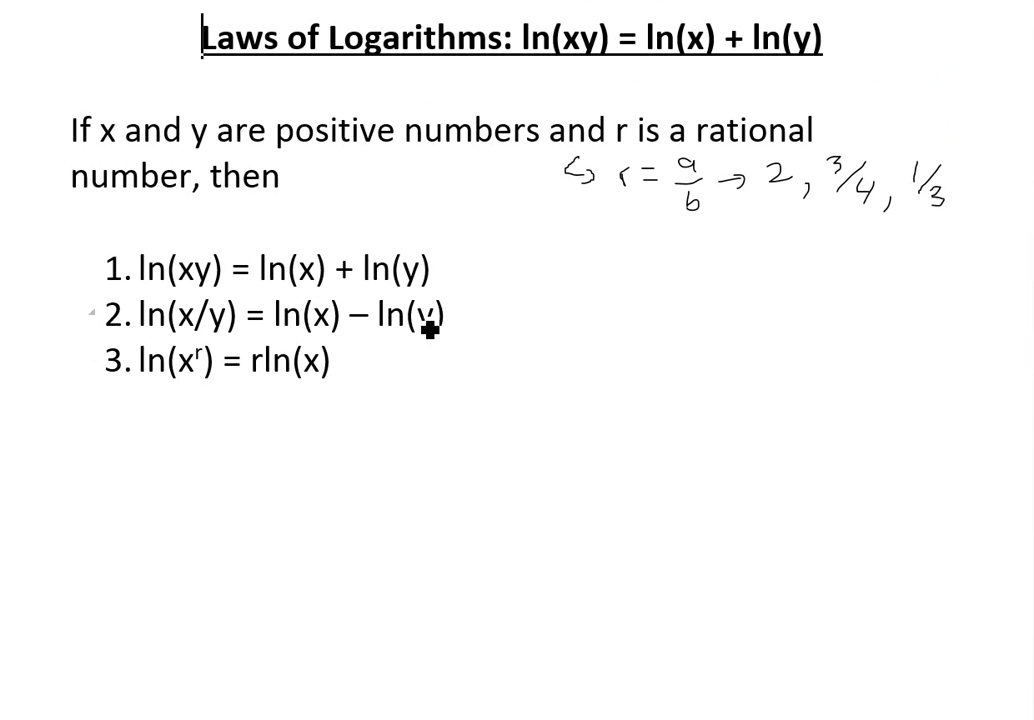 Laws of Logarithms: ln(xy) = ln(x) + ln(y)
If x and y are positive numbers and r is a rational
number, then
↪ r = a/b → 2, 3/4, 1/3
1. ln(xy) = ln(x) + ln(y)
2. ln(x/y) = ln(x) – ln(y)
3. ln(xʳ) = rln(x)